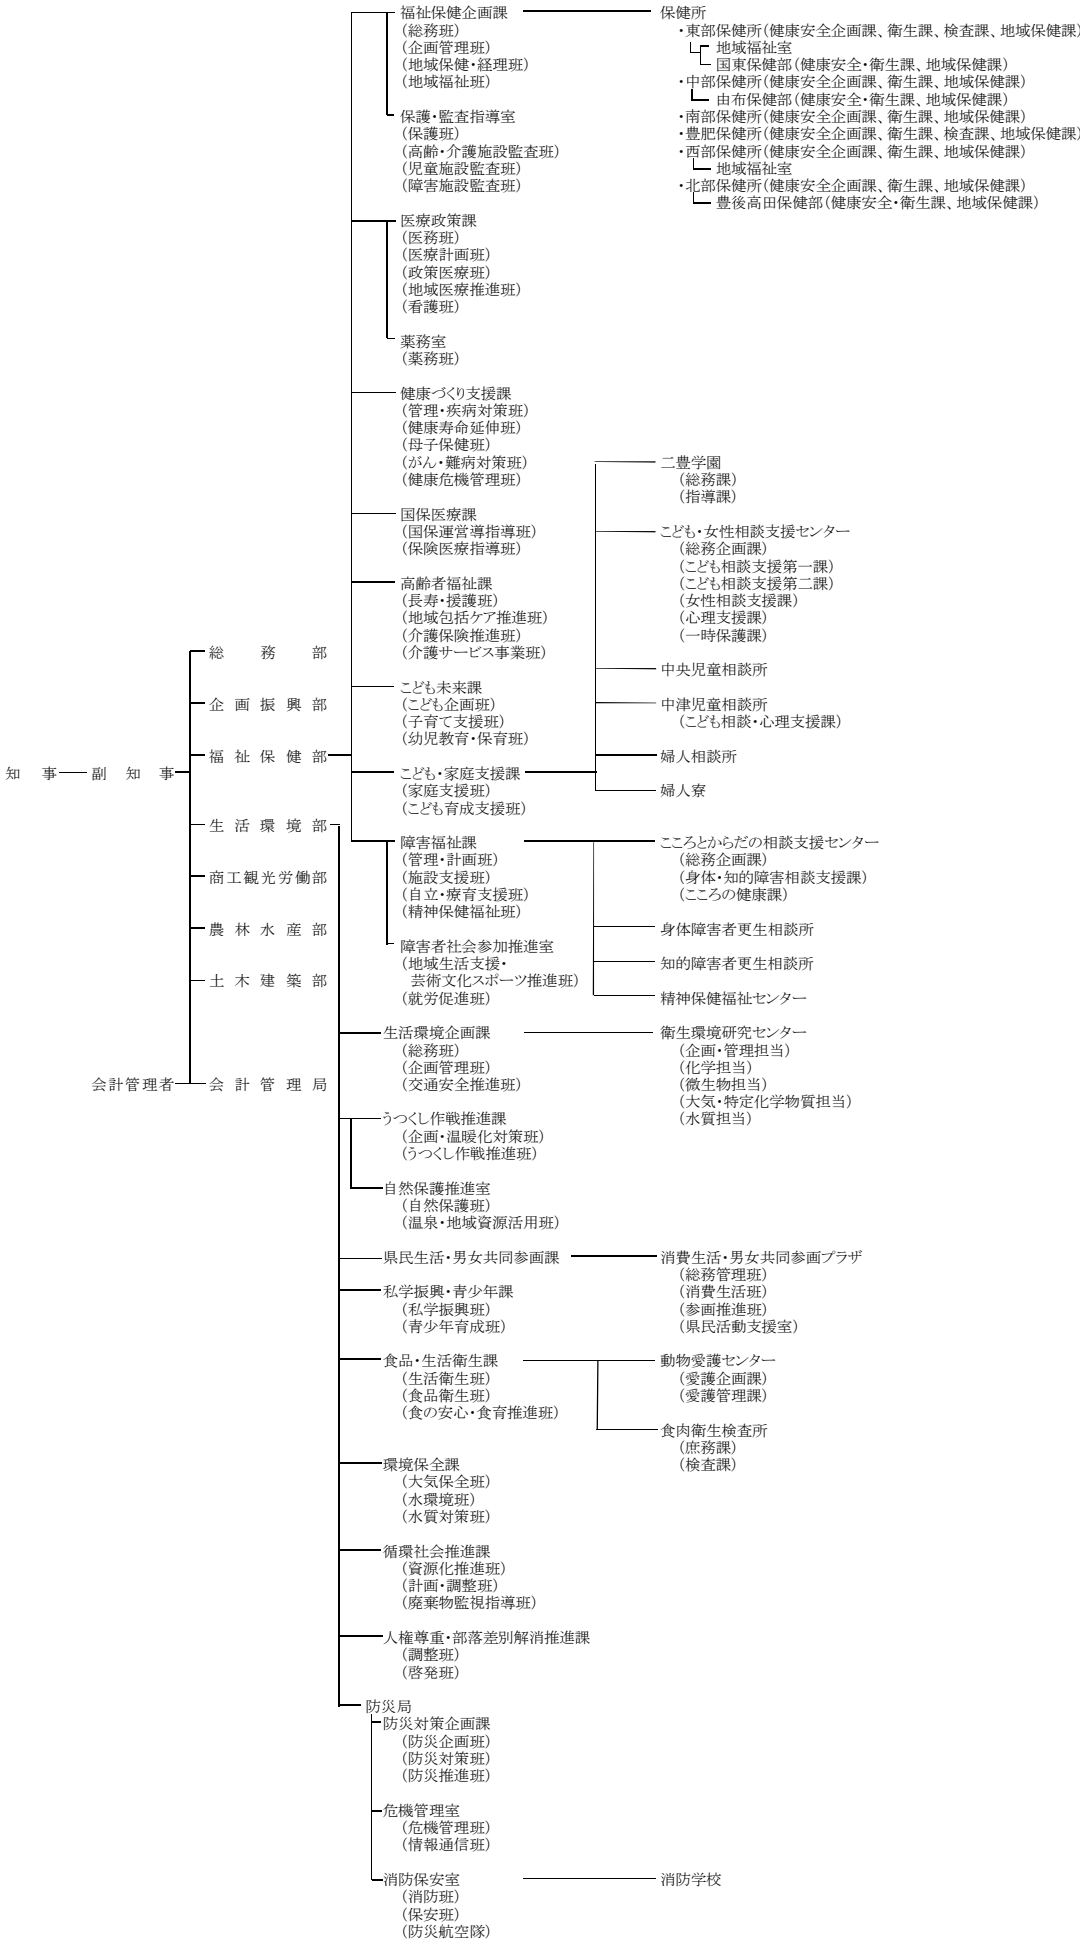 知　事
副　知　事
会計管理者
総　務　部
企画振興部
福祉保健部
生活環境部
商工観光労働部
農林水産部
土木建築部
会計管理局
福祉保健企画課
(総務班)
(企画管理班)
(地域保健・経理班)
(地域福祉班)
保護・監査指導室
(保護班)
(高齢・介護施設監査班)
(児童施設監査班)
(障害施設監査班)
医療政策課
(医務班)
(医療計画班)
(政策医療班)
(地域医療推進班)
(看護班)
薬務室
(薬務班)
健康づくり支援課
(管理・疾病対策班)
(健康寿命延伸班)
(母子保健班)
(がん・難病対策班)
(健康危機管理班)
国保医療課
(国保運営導指導班)
(保険医療指導班)
高齢者福祉課
(長寿・援護班)
(地域包括ケア推進班)
(介護保険推進班)
(介護サービス事業班)
こども未来課
(こども企画班)
(子育て支援班)
(幼児教育・保育班)
こども・家庭支援課
(家庭支援班)
(こども育成支援班)
障害福祉課
(管理・計画班)
(施設支援班)
(自立・療育支援班)
(精神保健福祉班)
障害者社会参加推進室
(地域生活支援・
芸術文化スポーツ推進班)
(就労促進班)
保健所
・東部保健所(健康安全企画課、衛生課、検査課、地域保健課)
地域福祉室
国東保健部(健康安全・衛生課、地域保健課)
・中部保健所(健康安全企画課、衛生課、地域保健課)
由布保健部(健康安全・衛生課、地域保健課)
・南部保健所(健康安全企画課、衛生課、地域保健課)
・豊肥保健所(健康安全企画課、衛生課、検査課、地域保健課)
・西部保健所(健康安全企画課、衛生課、地域保健課)
地域福祉室
・北部保健所(健康安全企画課、衛生課、地域保健課)
豊後高田保健部(健康安全・衛生課、地域保健課)
二豊学園
(総務課)
(指導課)
こども・女性相談支援センター
(総務企画課)
(こども相談支援第一課)
(こども相談支援第二課)
(女性相談支援課)
(心理支援課)
(一時保護課)
中央児童相談所
中津児童相談所
(こども相談・心理支援課)
婦人相談所
婦人寮
こころとからだの相談支援センター
(総務企画課)
(身体・知的障害相談支援課)
(こころの健康課)
身体障害者更生相談所
知的障害者更生相談所
精神保健福祉センター
生活環境企画課
(総務班)
(企画管理班)
(交通安全推進班)
衛生環境研究センター
(企画・管理担当)
(化学担当)
(微生物担当)
(大気・特定化学物質担当)
(水質担当)
うつくし作戦推進課
(企画・温暖化対策班)
(うつくし作戦推進班)
自然保護推進室
(自然保護班)
(温泉・地域資源活用班)
県民生活・男女共同参画課
消費生活・男女共同参画プラザ
(総務管理班)
(消費生活班)
(参画推進班)
(県民活動支援室)
私学振興・青少年課
(私学振興班)
(青少年育成班)
食品・生活衛生課
(生活衛生班)
(食品衛生班)
(食の安心・食育推進班)
動物愛護センター
(愛護企画課)
(愛護管理課)
食肉衛生検査所
(庶務課)
(検査課)
環境保全課
(大気保全班)
(水環境班)
(水質対策班)
循環社会推進課
(資源化推進班)
(計画・調整班)
(廃棄物監視指導班)
人権尊重・部落差別解消推進課
(調整班)
(啓発班)
防災局
防災対策企画課
(防災企画班)
(防災対策班)
(防災推進班)
危機管理室
(危機管理班)
(情報通信班)
消防保安室
(消防班)
(保安班)
(防災航空隊)
消防学校